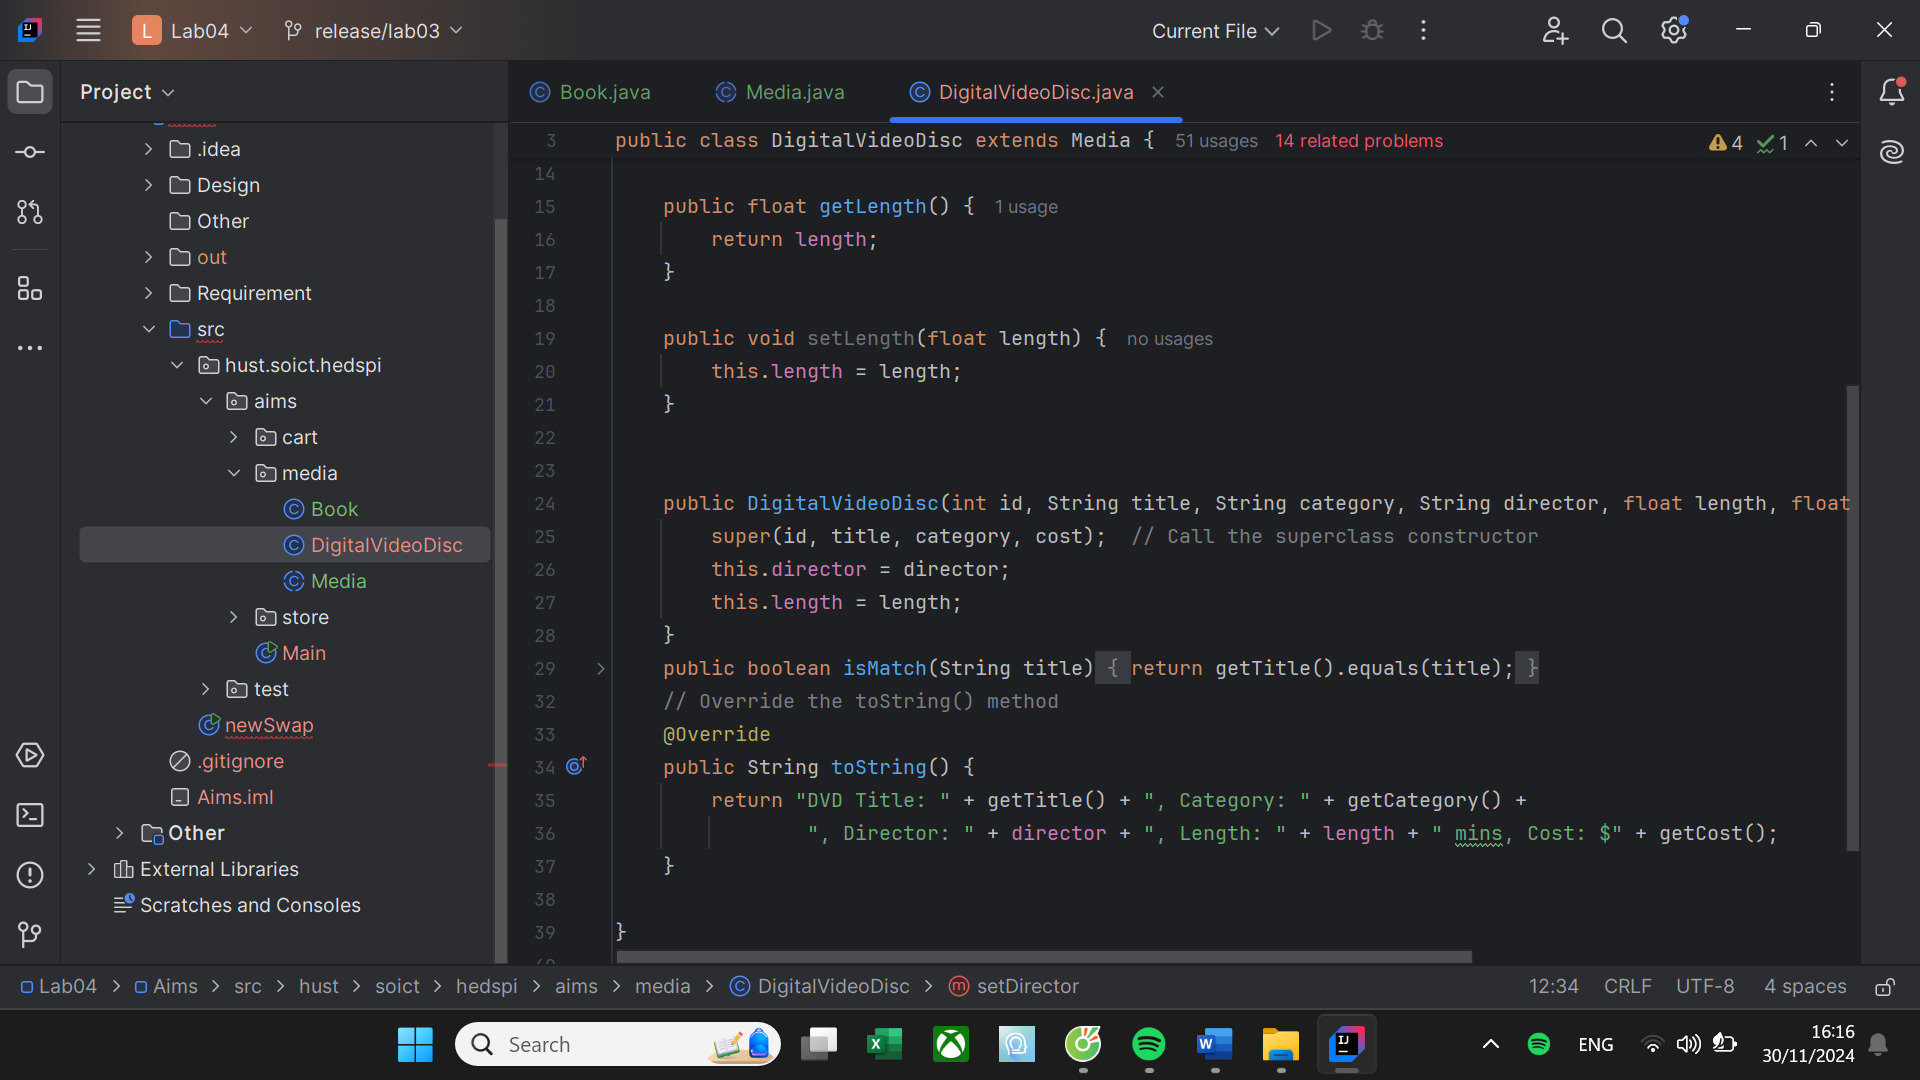 L Lab04 release/lab03 Current File
Project
Book.java Media.java DigitalVideoDisc.java
.idea
Design
Other
out
Requirement
src
hust.soict.hedspi
aims
cart
media
Book
DigitalVideoDisc
Media
store
Main
test
newSwap
.gitignore
Aims.iml
Other
External Libraries
Scratches and Consoles
3 public class DigitalVideoDisc extends Media { 51 usages 14 related problems 4 1
14
15 public float getLength() { 1 usage
16 return length;
17 }
18
19 public void setLength(float length) { no usages
20 this.length = length;
21 }
22
23
24 public DigitalVideoDisc(int id, String title, String category, String director, float length, float
25 super(id, title, category, cost); // Call the superclass constructor
26 this.director = director;
27 this.length = length;
28 }
29 public boolean isMatch(String title) { return getTitle().equals(title); }
32 // Override the toString() method
33 @Override
34 public String toString() {
35 return "DVD Title: " + getTitle() + ", Category: " + getCategory() +
36 ", Director: " + director + ", Length: " + length + " mins, Cost: $" + getCost();
37 }
38
39 }
Lab04 > Aims > src > hust > soict > hedspi > aims > media > DigitalVideoDisc > setDirector 12:34 CRLF UTF-8 4 spaces
Search ENG 16:16
30/11/2024